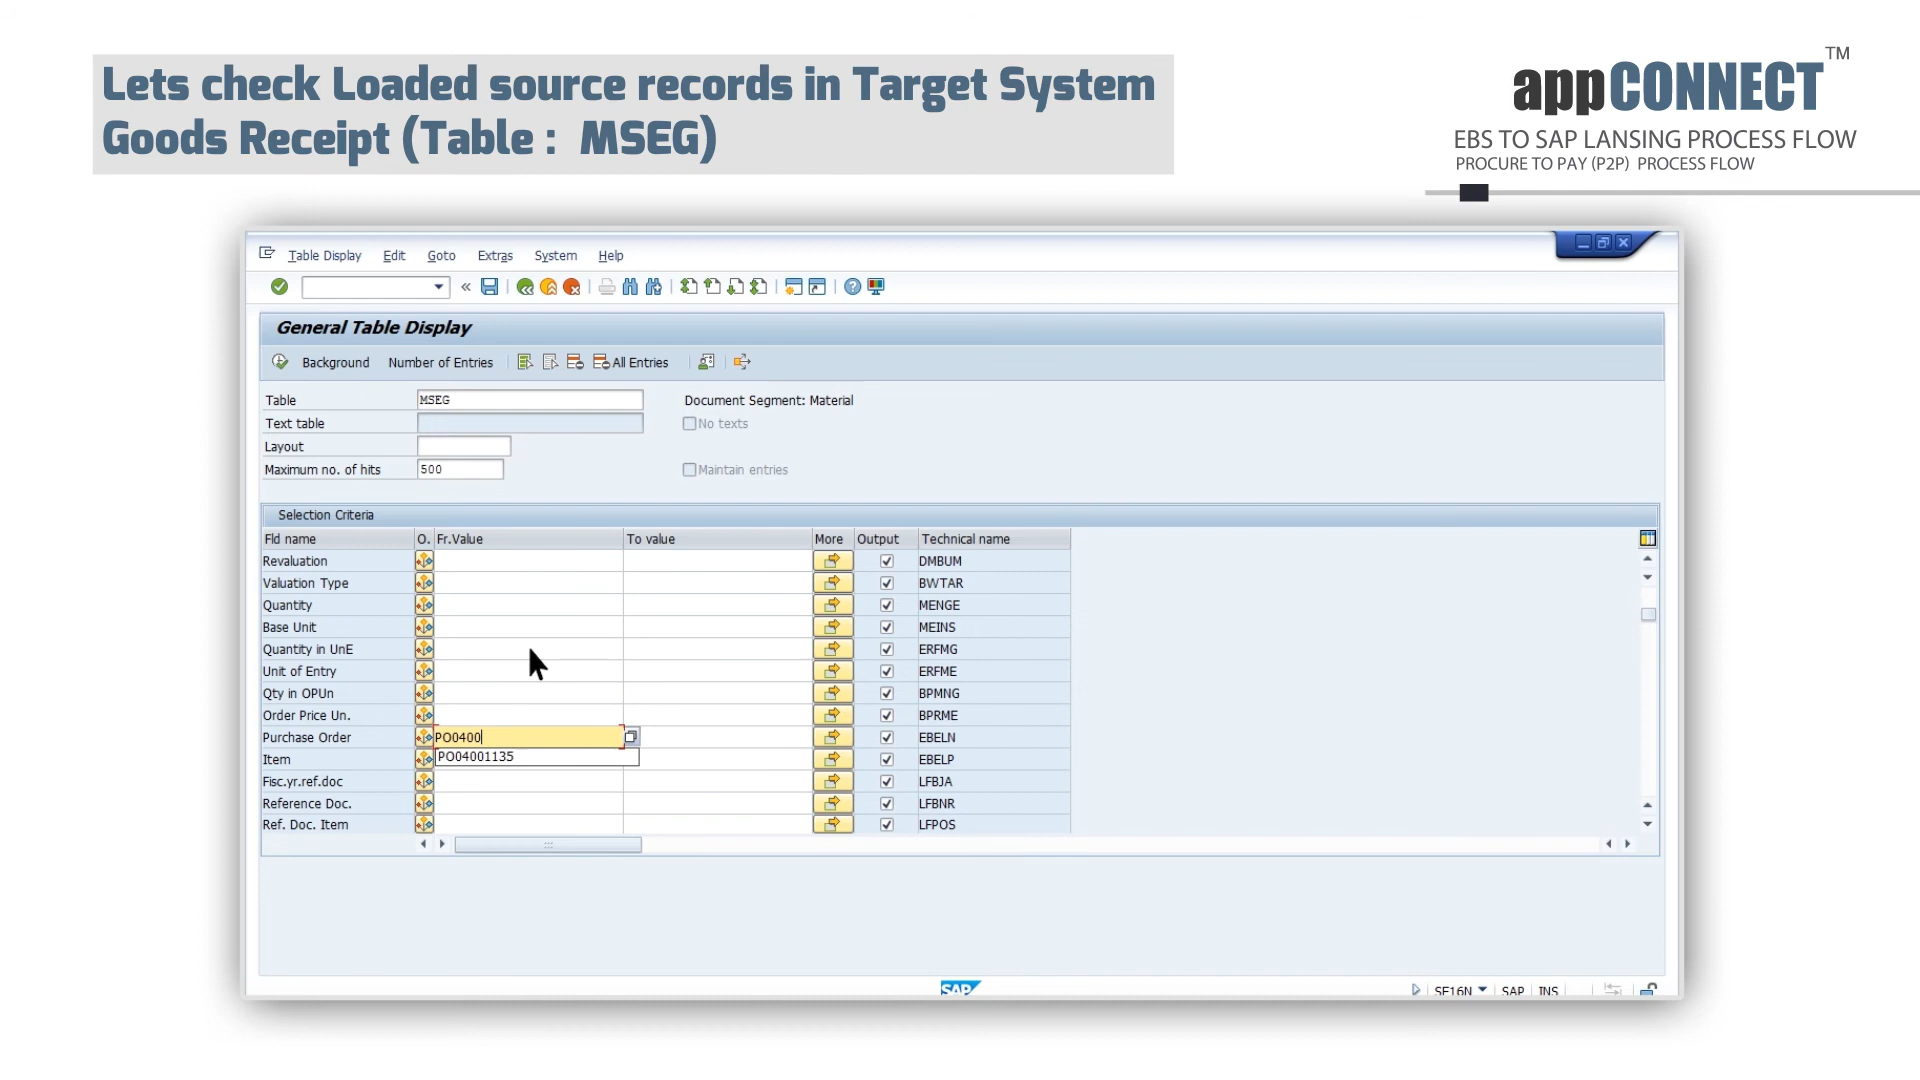 Lets check Loaded source records in Target System
Goods Receipt (Table :  MSEG)
appCONNECT™
EBS TO SAP LANSING PROCESS FLOW
PROCURE TO PAY (P2P)  PROCESS FLOW
Table Display Edit Goto Extras System Help
General Table Display
Background Number of Entries All Entries
Table MSEG Document Segment: Material
Text table No texts
Layout
Maximum no. of hits 500 Maintain entries
Selection Criteria
Fld name O. Fr.Value To value More Output Technical name
Revaluation DMBUM
Valuation Type BWTAR
Quantity MENGE
Base Unit MEINS
Quantity in UnE ERFMG
Unit of Entry ERFME
Qty in OPUn BPMNG
Order Price Un. BPRME
Purchase Order PO0400 EBELN
PO04001135
Item EBELP
Fisc.yr.ref.doc LFBJA
Reference Doc. LFBNR
Ref. Doc. Item LFPOS
SAP SE16N SAP INS